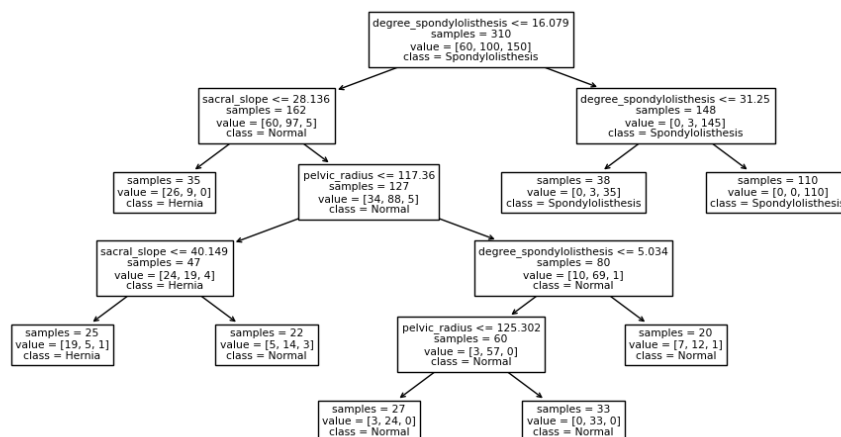 degree_spondylolisthesis <= 16.079
samples = 310
value = [60, 100, 150]
class = Spondylolisthesis
sacral_slope <= 28.136
samples = 162
value = [60, 97, 5]
class = Normal
degree_spondylolisthesis <= 31.25
samples = 148
value = [0, 3, 145]
class = Spondylolisthesis
samples = 35
value = [26, 9, 0]
class = Hernia
pelvic_radius <= 117.36
samples = 127
value = [34, 88, 5]
class = Normal
samples = 38
value = [0, 3, 35]
class = Spondylolisthesis
samples = 110
value = [0, 0, 110]
class = Spondylolisthesis
sacral_slope <= 40.149
samples = 47
value = [24, 19, 4]
class = Hernia
degree_spondylolisthesis <= 5.034
samples = 80
value = [10, 69, 1]
class = Normal
samples = 25
value = [19, 5, 1]
class = Hernia
samples = 22
value = [5, 14, 3]
class = Normal
pelvic_radius <= 125.302
samples = 60
value = [3, 57, 0]
class = Normal
samples = 20
value = [7, 12, 1]
class = Normal
samples = 27
value = [3, 24, 0]
class = Normal
samples = 33
value = [0, 33, 0]
class = Normal